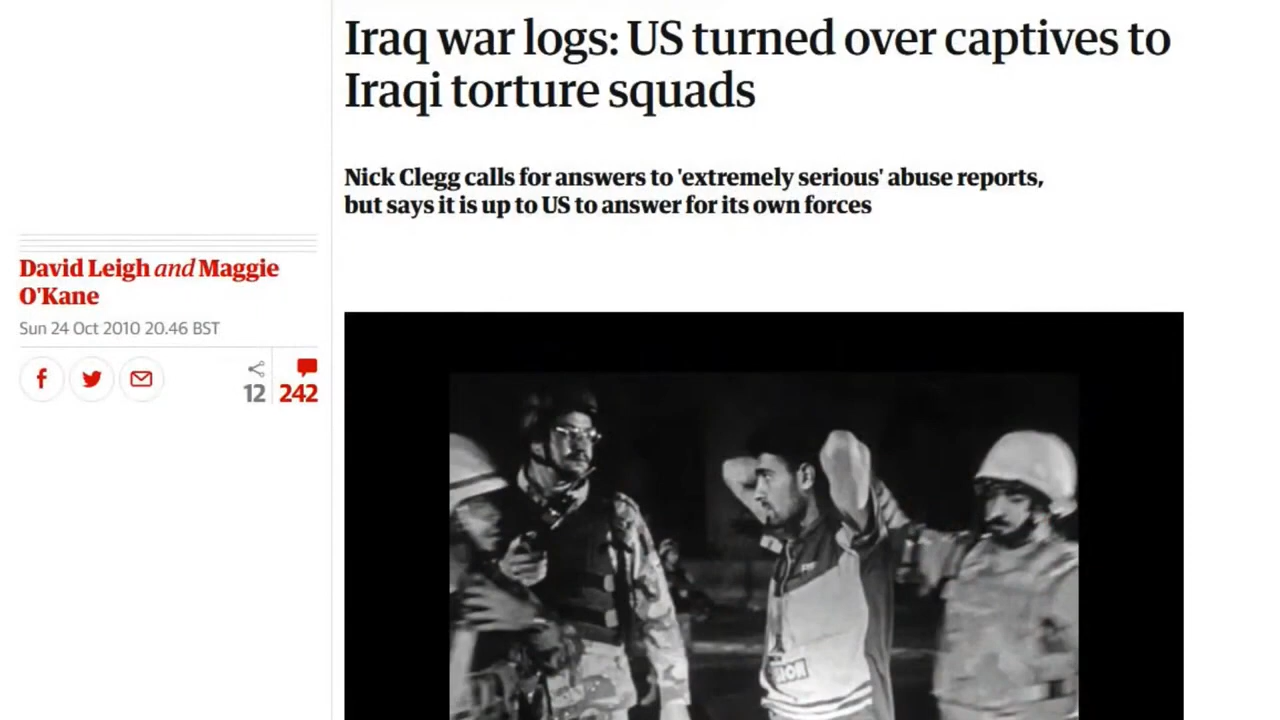 Iraq war logs: US turned over captives to
Iraqi torture squads
Nick Clegg calls for answers to 'extremely serious' abuse reports,
but says it is up to US to answer for its own forces
David Leigh and Maggie
O'Kane
Sun 24 Oct 2010 20.46 BST
12
242